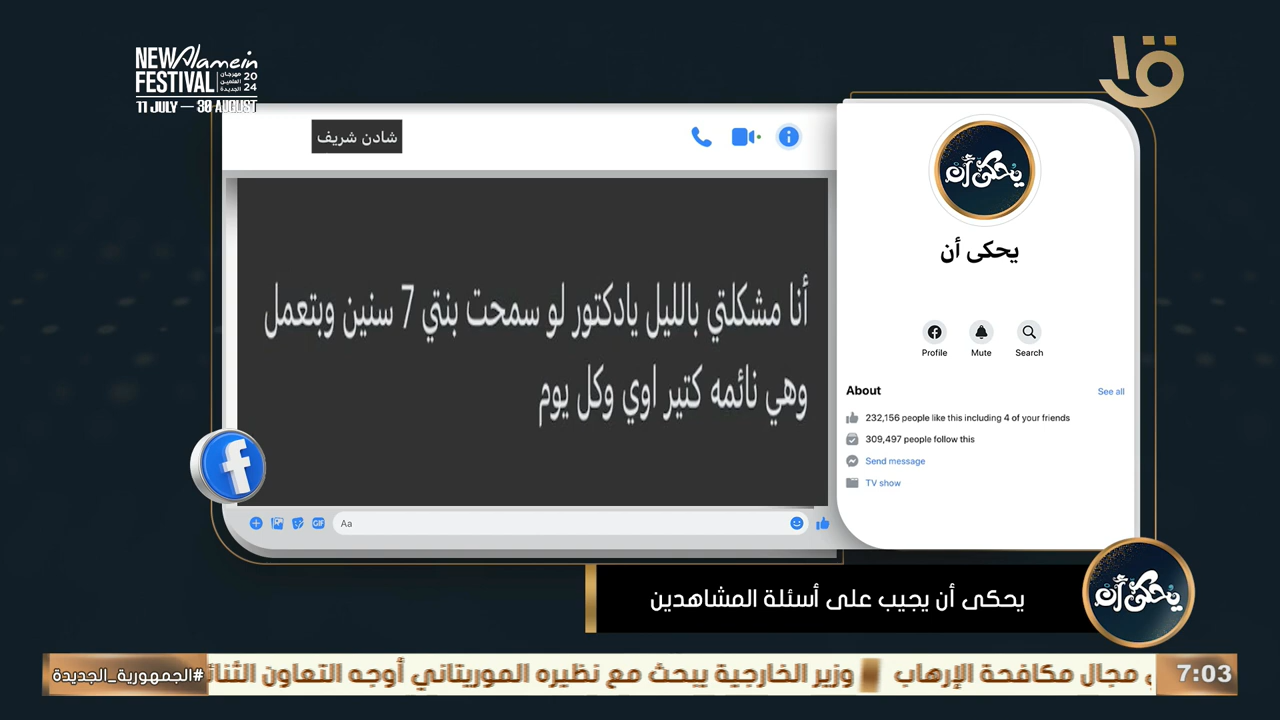 NEW Alamein
FESTIVAL
مهرجان
العلمين
الجديدة
20
24
11 JULY — 30 AUGUST
شادن شريف
يحكى أن
يحكى أن
أنا مشكلتي بالليل يادكتور لو سمحت بنتي 7 سنين وبتعمل
وهي نائمه كتير اوي وكل يوم
Profile
Mute
Search
About
See all
232,156 people like this including 4 of your friends
309,497 people follow this
Send message
TV show
GIF
Aa
يحكى أن يجيب على أسئلة المشاهدين
يحكى أن
7:03
مجال مكافحة الإرهاب
وزير الخارجية يبحث مع نظيره الموريتاني أوجه التعاون
#الجمهورية_الجديدة